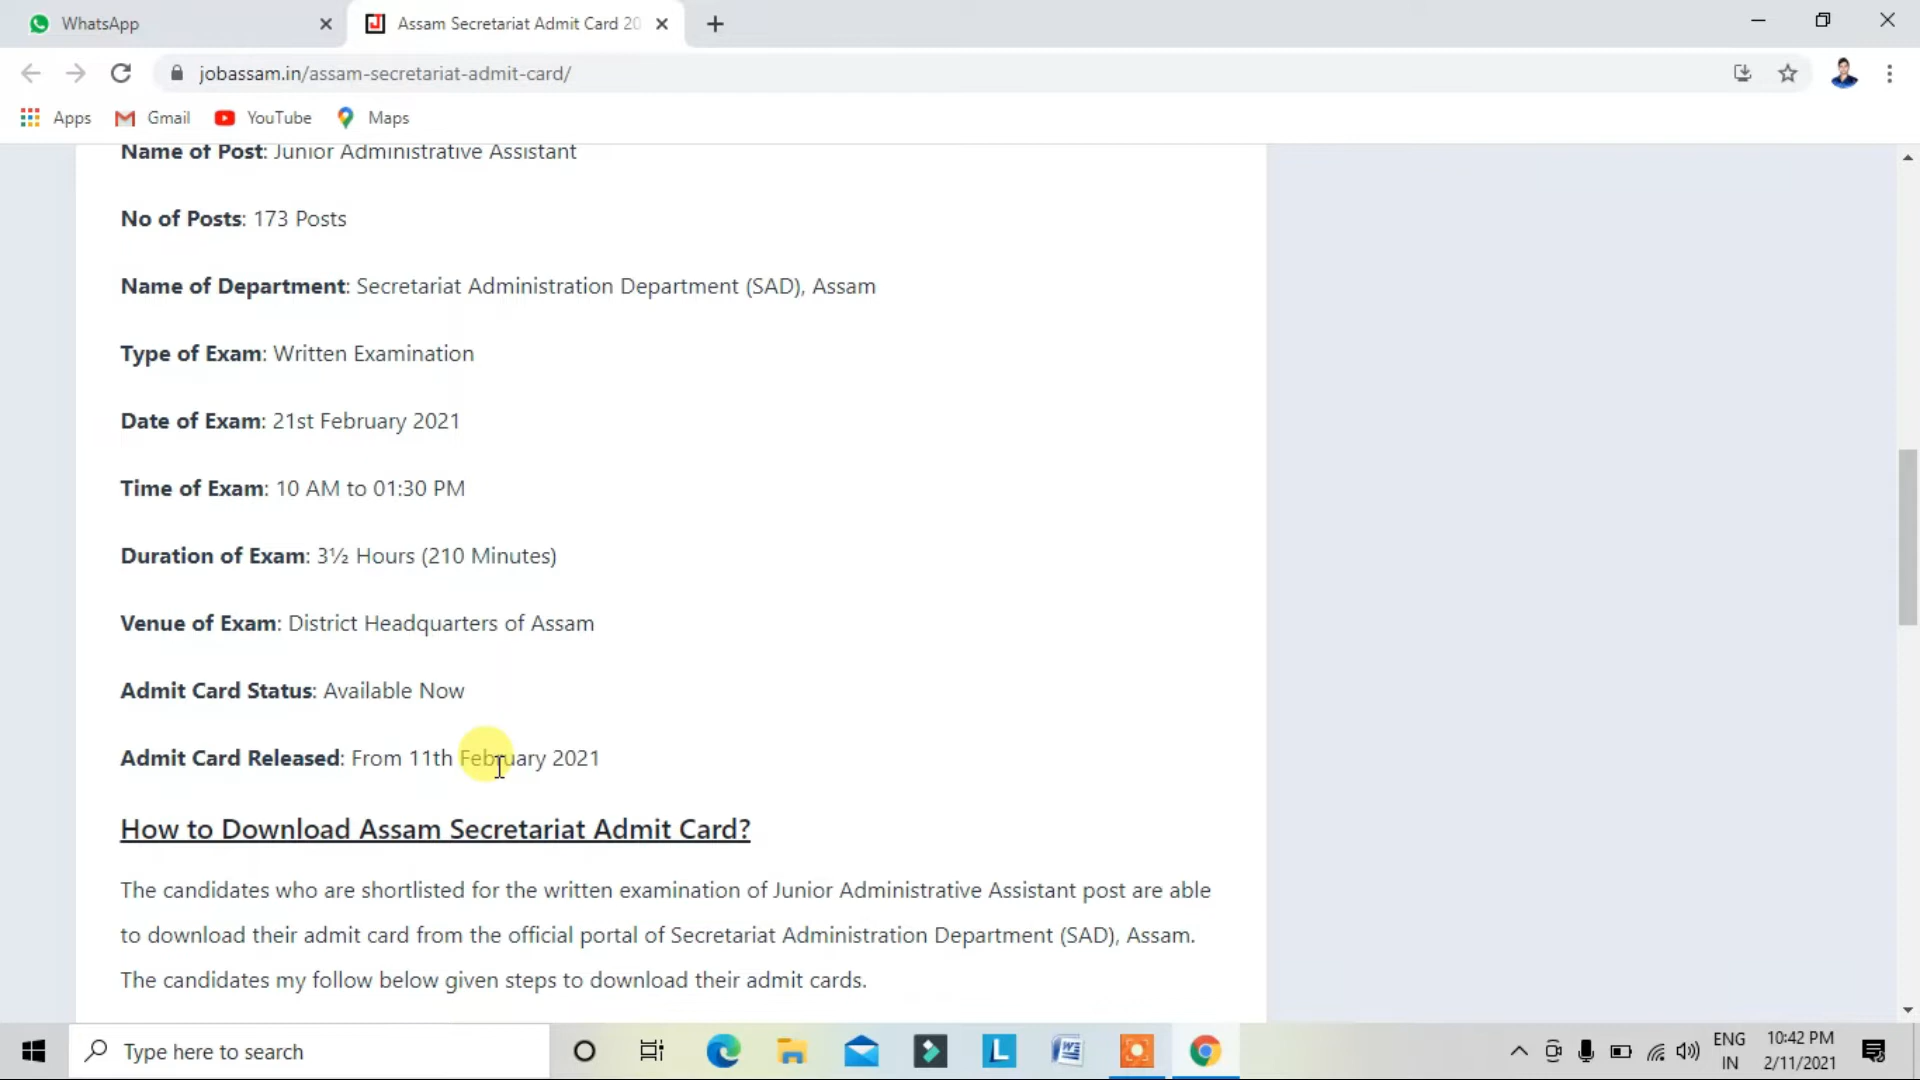 WhatsApp
Assam Secretariat Admit Card 20
jobassam.in/assam-secretariat-admit-card/
Apps Gmail YouTube Maps
Name of Post: Junior Administrative Assistant
No of Posts: 173 Posts
Name of Department: Secretariat Administration Department (SAD), Assam
Type of Exam: Written Examination
Date of Exam: 21st February 2021
Time of Exam: 10 AM to 01:30 PM
Duration of Exam: 3½ Hours (210 Minutes)
Venue of Exam: District Headquarters of Assam
Admit Card Status: Available Now
Admit Card Released: From 11th February 2021
How to Download Assam Secretariat Admit Card?
The candidates who are shortlisted for the written examination of Junior Administrative Assistant post are able
to download their admit card from the official portal of Secretariat Administration Department (SAD), Assam.
The candidates my follow below given steps to download their admit cards.
Type here to search
ENG
IN
10:42 PM
2/11/2021